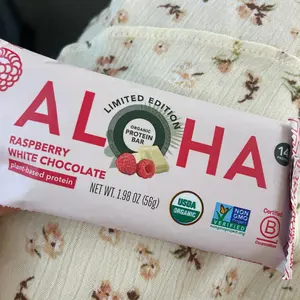 ALOHA
LIMITED EDITION
ORGANIC
PROTEIN
BAR
RASPBERRY
WHITE CHOCOLATE
plant-based protein
NET WT. 1.98 OZ (56g)
USDA
ORGANIC
NON
GMO
VERIFIED
Certified
B
14